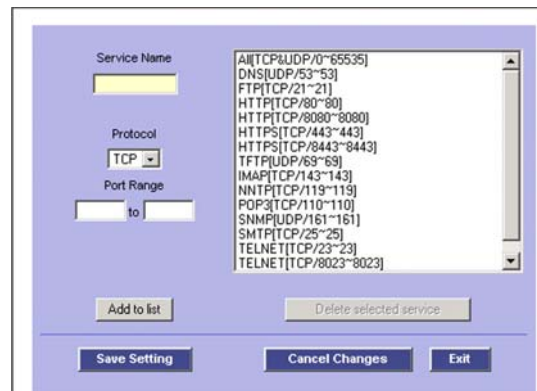 Service Name
Protocol
TCP
Port Range
to
Add to list
All[TCP&UDP/0~65535]
DNS[UDP/53~53]
FTP[TCP/21~21]
HTTP[TCP/80~80]
HTTP[TCP/8080~8080]
HTTPS[TCP/443~443]
HTTPS[TCP/8443~8443]
TFTP[UDP/69~69]
IMAP[TCP/143~143]
NNTP[TCP/119~119]
POP3[TCP/110~110]
SNMP[UDP/161~161]
SMTP[TCP/25~25]
TELNET[TCP/23~23]
TELNET[TCP/8023~8023]
Delete selected service
Save Setting
Cancel Changes
Exit